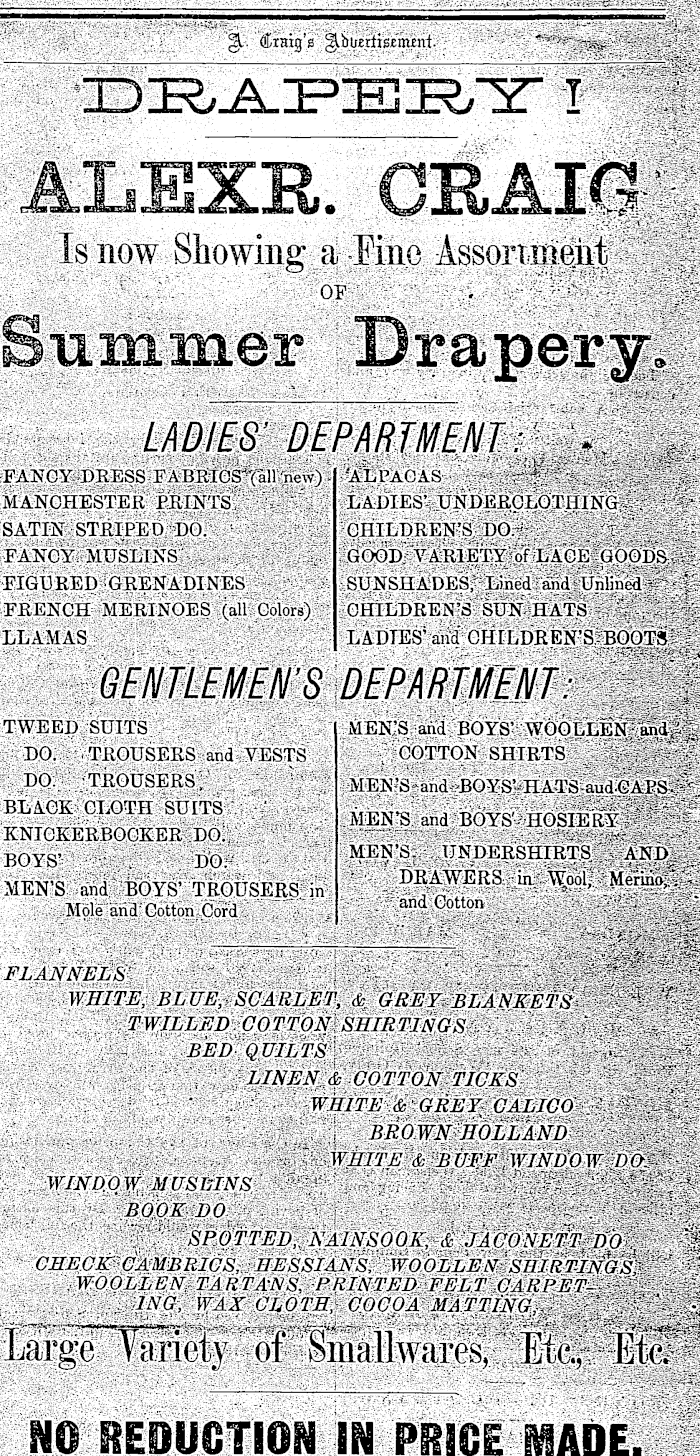 A. Craig's Advertisement.
DRAPERY!
ALEXR. CRAIG
Is now Showing a Fine Assortment
OF
Summer Drapery.
LADIES' DEPARTMENT:
FANCY DRESS FABRICS (all new)
MANCHESTER PRINTS
SATIN STRIPED DO.
FANCY MUSLINS
FIGURED GRENADINES
FRENCH MERINOES (all Colors)
LLAMAS
ALPACAS
LADIES' UNDERCLOTHING
CHILDREN'S DO.
GOOD VARIETY of LACE GOODS
SUNSHADES, Lined and Unlined
CHILDREN'S SUN HATS
LADIES' and CHILDREN'S BOOTS
GENTLEMEN'S DEPARTMENT:
TWEED SUITS
DO. TROUSERS and VESTS
DO. TROUSERS
BLACK CLOTH SUITS
KNICKERBOCKER DO.
BOYS' DO.
MEN'S and BOYS' TROUSERS in
Mole and Cotton Cord
MEN'S and BOYS' WOOLLEN and
COTTON SHIRTS
MEN'S and BOYS' HATS and CAPS
MEN'S and BOYS' HOSIERY
MEN'S UNDERSHIRTS AND
DRAWERS in Wool, Merino,
and Cotton
FLANNELS
WHITE, BLUE, SCARLET, & GREY BLANKETS
TWILLED COTTON SHIRTINGS
BED QUILTS
LINEN & COTTON TICKS
WHITE & GREY CALICO
BROWN HOLLAND
WHITE & BUFF WINDOW DO
WINDOW MUSLINS
BOOK DO
SPOTTED, NAINSOOK, & JACONETT DO
CHECK CAMBRICS, HESSIANS, WOOLLEN SHIRTINGS,
WOOLLEN TARTANS, PRINTED FELT CARPET-
ING, WAX CLOTH, COCOA MATTING,
Large Variety of Smallwares, Etc., Etc.
NO REDUCTION IN PRICE MADE.